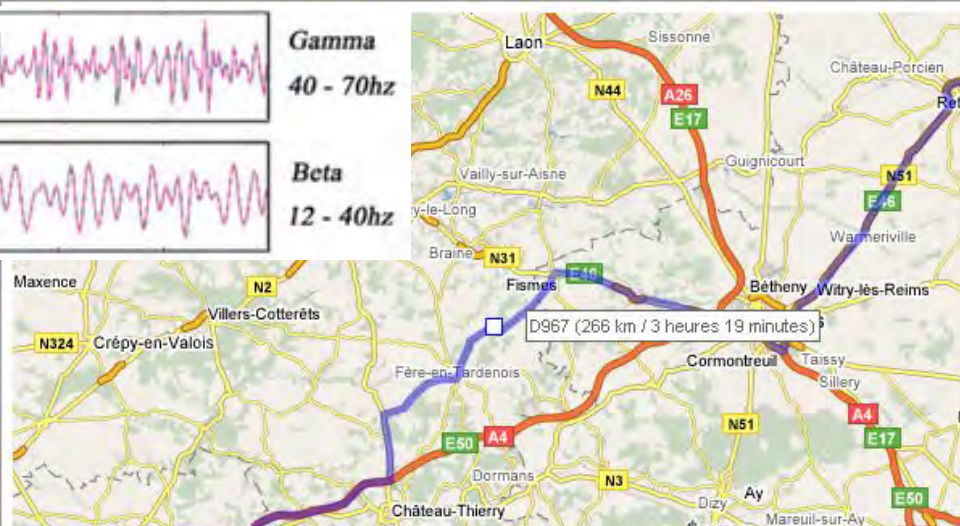 Gamma
40 - 70hz
Beta
12 - 40hz
Laon
Sissonne
Château-Porcien
N44
A26
E17
Guignicourt
N51
E46
Vailly-sur-Aisne
cy-le-Long
Warmeriville
Braine
N31
Fismes
E46
Bétheny
Witry-lès-Reims
Maxence
N2
Villers-Cotterêts
D967 (266 km / 3 heures 19 minutes)
N324
Crépy-en-Valois
Cormontreuil
Taissy
Fère-en-Tardenois
Sillery
A4
E17
N51
E50
A4
Dormans
N3
Dizy
Ay
E50
Château-Thierry
Mareuil-sur-Ay